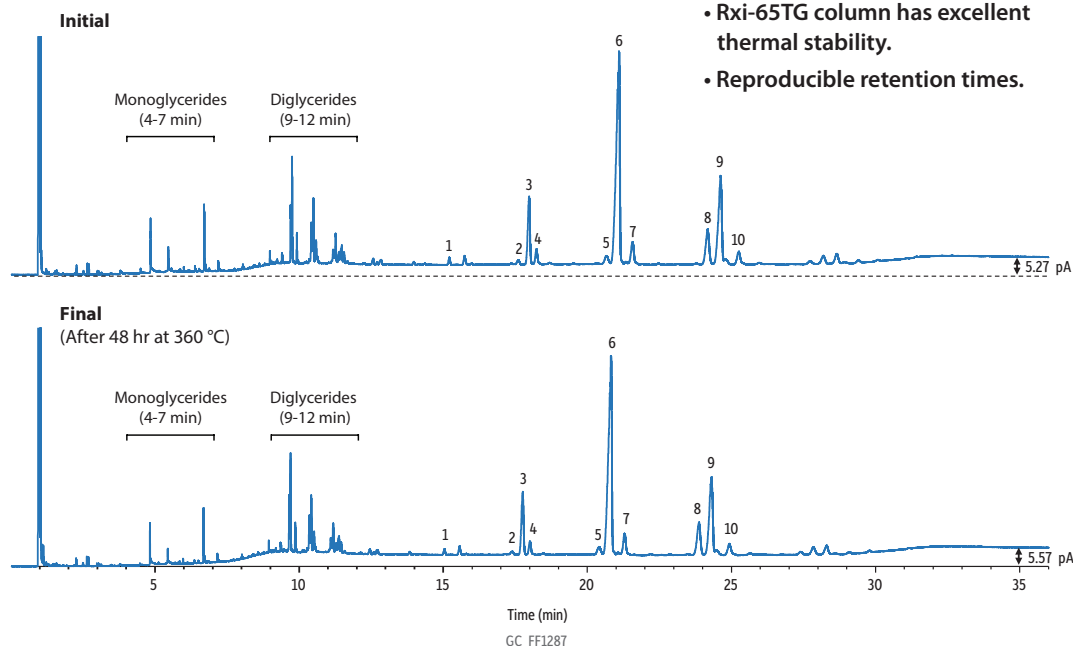 Initial
• Rxi-65TG column has excellent
thermal stability.
• Reproducible retention times.
Monoglycerides
(4-7 min)
Diglycerides
(9-12 min)
1
2
3
4
5
6
7
8
9
10
5.27 pA
Final
(After 48 hr at 360 °C)
Monoglycerides
(4-7 min)
Diglycerides
(9-12 min)
1
2
3
4
5
6
7
8
9
10
5.57 pA
5 10 15 20 25 30 35
Time (min)
GC_FF1287